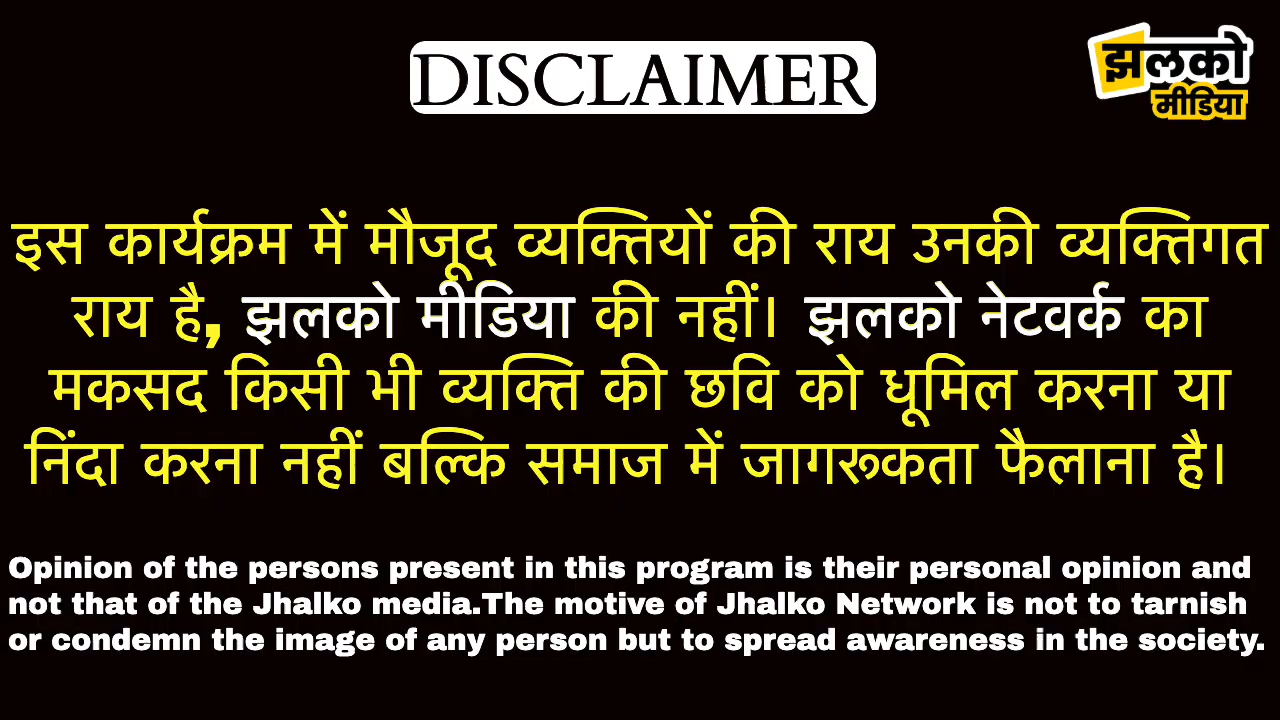 DISCLAIMER
झलको
मीडिया
इस कार्यक्रम में मौजूद व्यक्तियों की राय उनकी व्यक्तिगत
राय है, झलको मीडिया की नहीं। झलको नेटवर्क का
मकसद किसी भी व्यक्ति की छवि को धूमिल करना या
निंदा करना नहीं बल्कि समाज में जागरूकता फैलाना है।
Opinion of the persons present in this program is their personal opinion and
not that of the Jhalko media.The motive of Jhalko Network is not to tarnish
or condemn the image of any person but to spread awareness in the society.